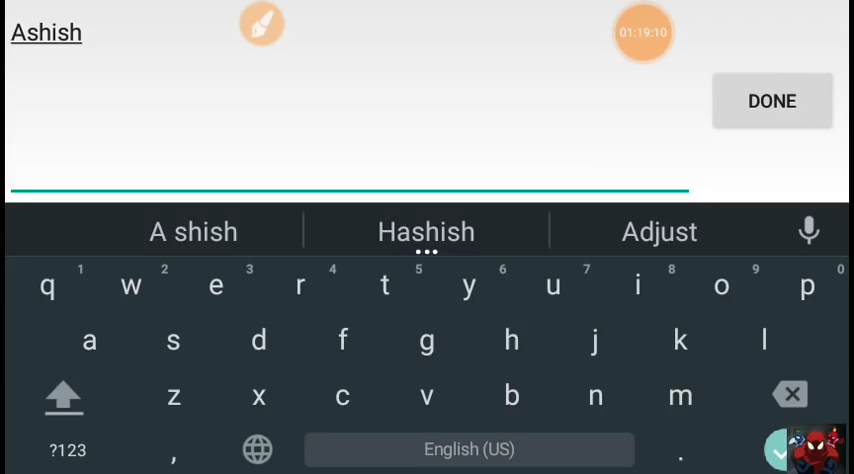 Ashish
01:19:10
DONE
A shish Hashish Adjust
1 2 3 4 5 6 7 8 9 0
q w e r t y u i o p
a s d f g h j k l
z x c v b n m
?123 , English (US) .